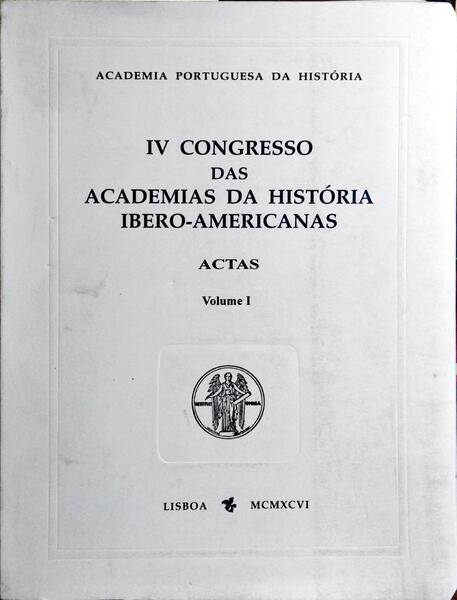 ACADEMIA PORTUGUESA DA HISTÓRIA
IV CONGRESSO
DAS
ACADEMIAS DA HISTÓRIA
IBERO-AMERICANAS
ACTAS
Volume I
LISBOA MCMXCVI